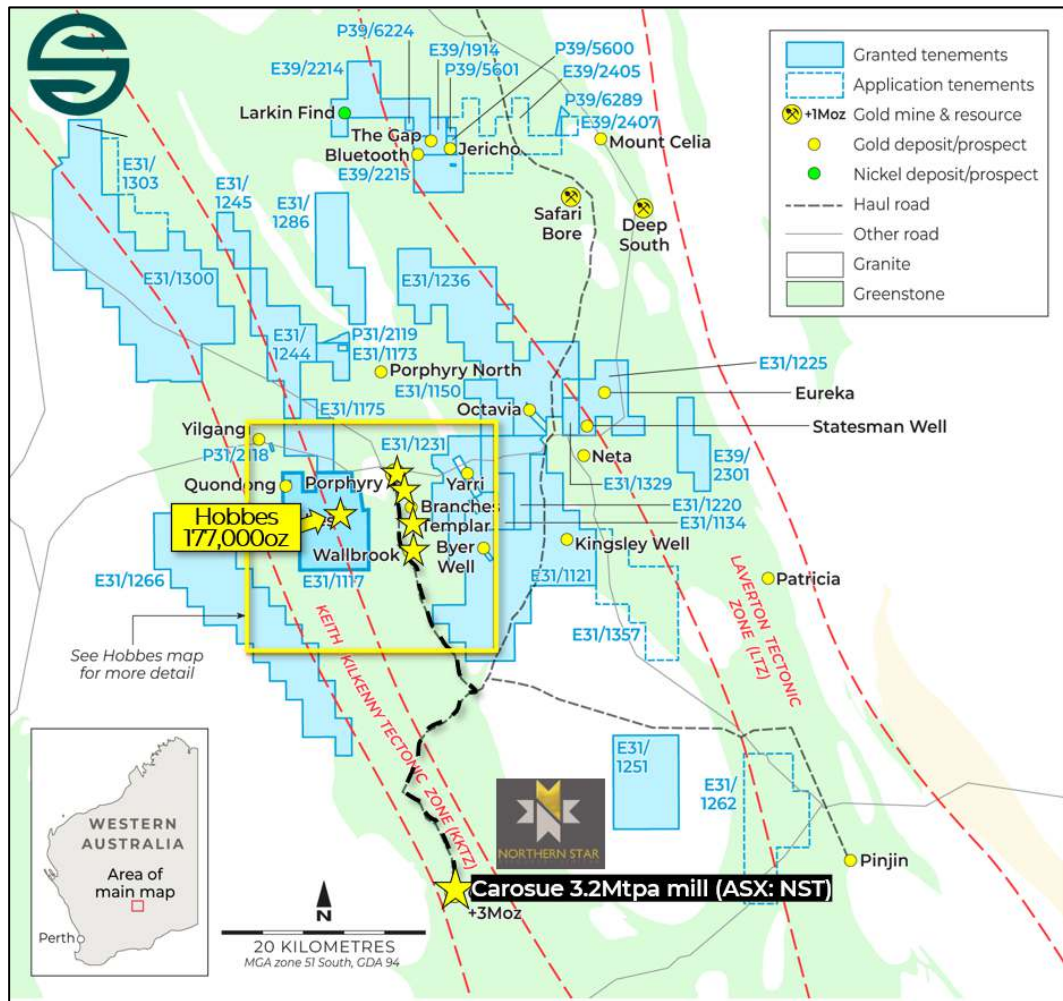 P39/6224
E39/1914
P39/5600
E39/2214
P39/5601
E39/2405
P39/6289
E39/2407
Larkin Find
The Gap
Bluetooth
Jericho
E39/2215
Mount Celia
Safari
Bore
Deep
South
Granted tenements
Application tenements
+1Moz Gold mine & resource
Gold deposit/prospect
Nickel deposit/prospect
Haul road
Other road
Granite
Greenstone
E31/
1303
E31/
1245
E31/
1286
E31/1300
E31/1236
E31/
1244
P31/2119
E31/1173
Porphyry North
E31/1150
E31/1225
E31/1175
Octavia
Eureka
Statesman Well
Yilgangi
E31/1231
Neta
E39/
2301
Quondong
Porphyry
Yarri
E31/1329
Branches
E31/1220
Hobbes
177,000oz
Templar
E31/1134
Wallbrook
Byer
Well
Kingsley Well
E31/1266
E31/1117
E31/1121
Patricia
E31/1357
See Hobbes map
for more detail
KEITH KILKENNY TECTONIC ZONE (KKTZ)
LAVERTON TECTONIC
ZONE (LTZ)
E31/
1251
E31/
1262
WESTERN
AUSTRALIA
Area of
main map
Perth
N
20 KILOMETRES
MGA zone 51 South, GDA 94
NORTHERN STAR
Carosue 3.2Mtpa mill (ASX: NST)
+3Moz
Pinjin